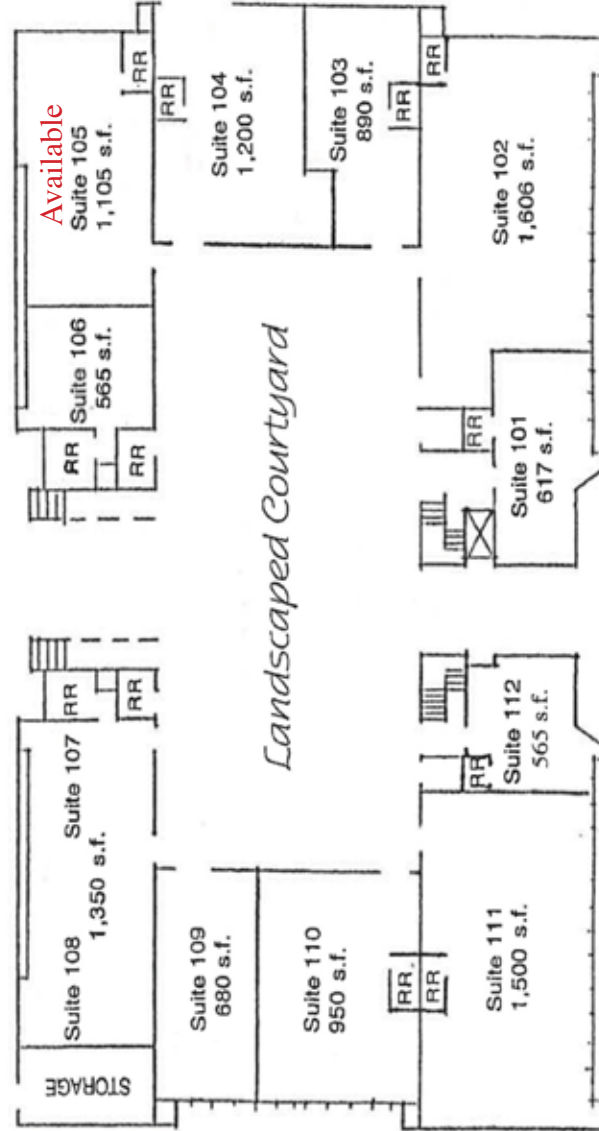 STORAGE
Suite 108
Suite 107
1,350 s.f.
RR
RR
RR
RR
Suite 106
565 s.f.
Available
Suite 105
1,105 s.f.
RR
RR
Suite 104
1,200 s.f.
Suite 103
890 s.f.
RR
RR
Suite 109
680 s.f.
Suite 110
950 s.f.
RR.
RR
Landscaped Courtyard
Suite 111
1,500 s.f.
RR
Suite 112
565 s.f.
RR
Suite 101
617 s.f.
Suite 102
1,606 s.f.